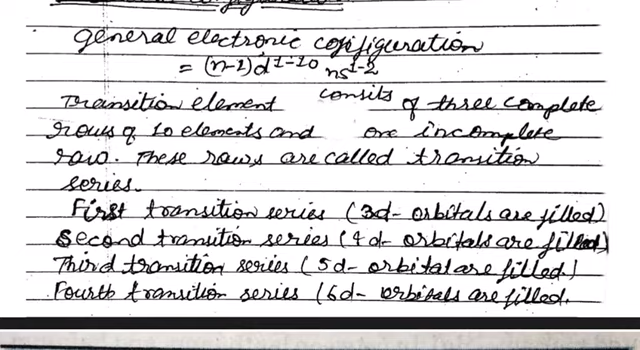 general electronic configuration
= (n-1)d¹⁻¹⁰ ns¹⁻²
Transition element consits of three complete
rows of 10 elements and one incomplete
row. These rows are called transition
series.
First transition series (3d- orbitals are filled)
Second transition series (4d- orbitals are filled)
Third transition series (5d- orbital are filled)
Fourth transition series (6d- orbitals are filled.